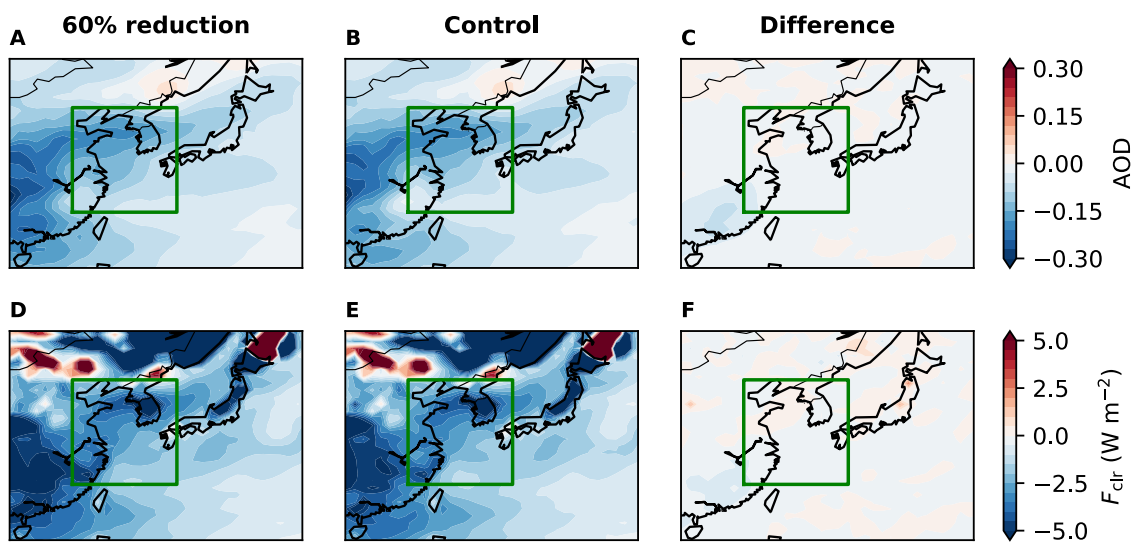 60% reduction
Control
Difference
A
B
C
0.30
0.15
0.00
−0.15
−0.30
AOD
D
E
F
5.0
2.5
0.0
−2.5
−5.0
F_clr (W m⁻²)